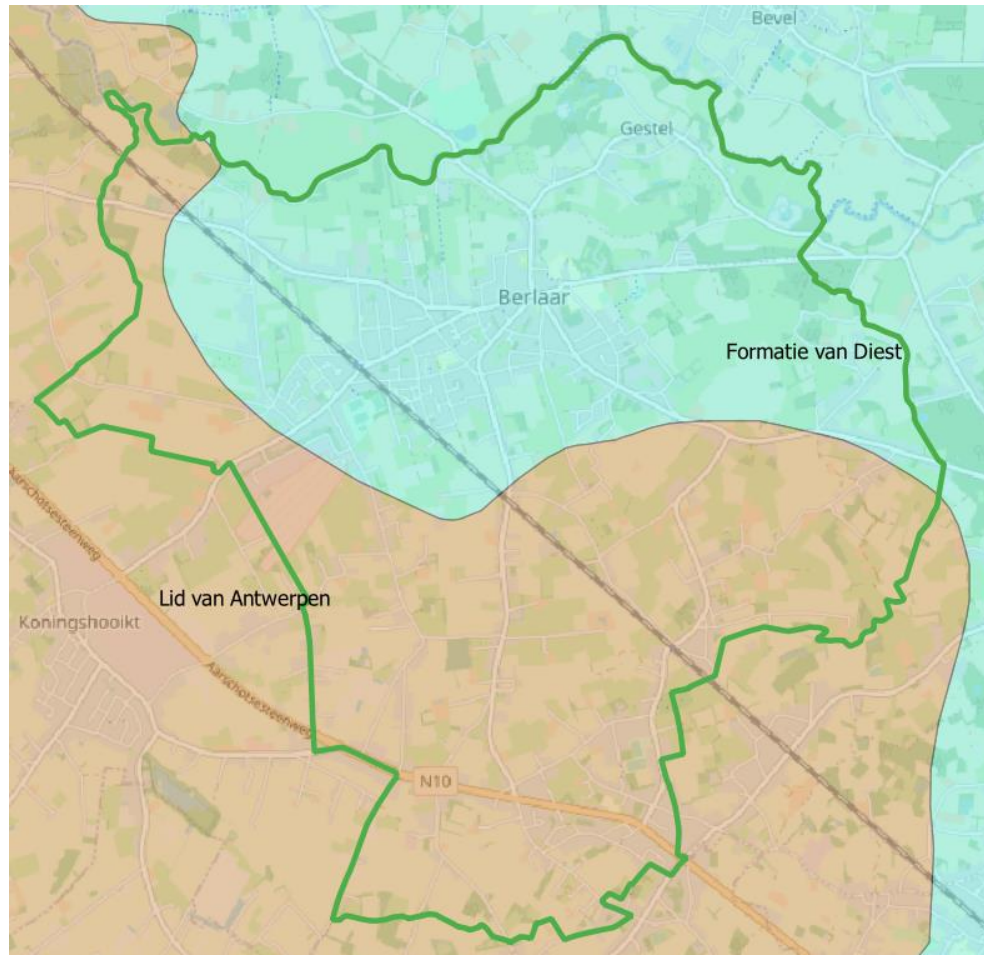 Bevel
Gestel
Berlaar
Formatie van Diest
Aarschotsesteenweg
Lid van Antwerpen
Koningshooikt
Aarschotsesteenweg
N10